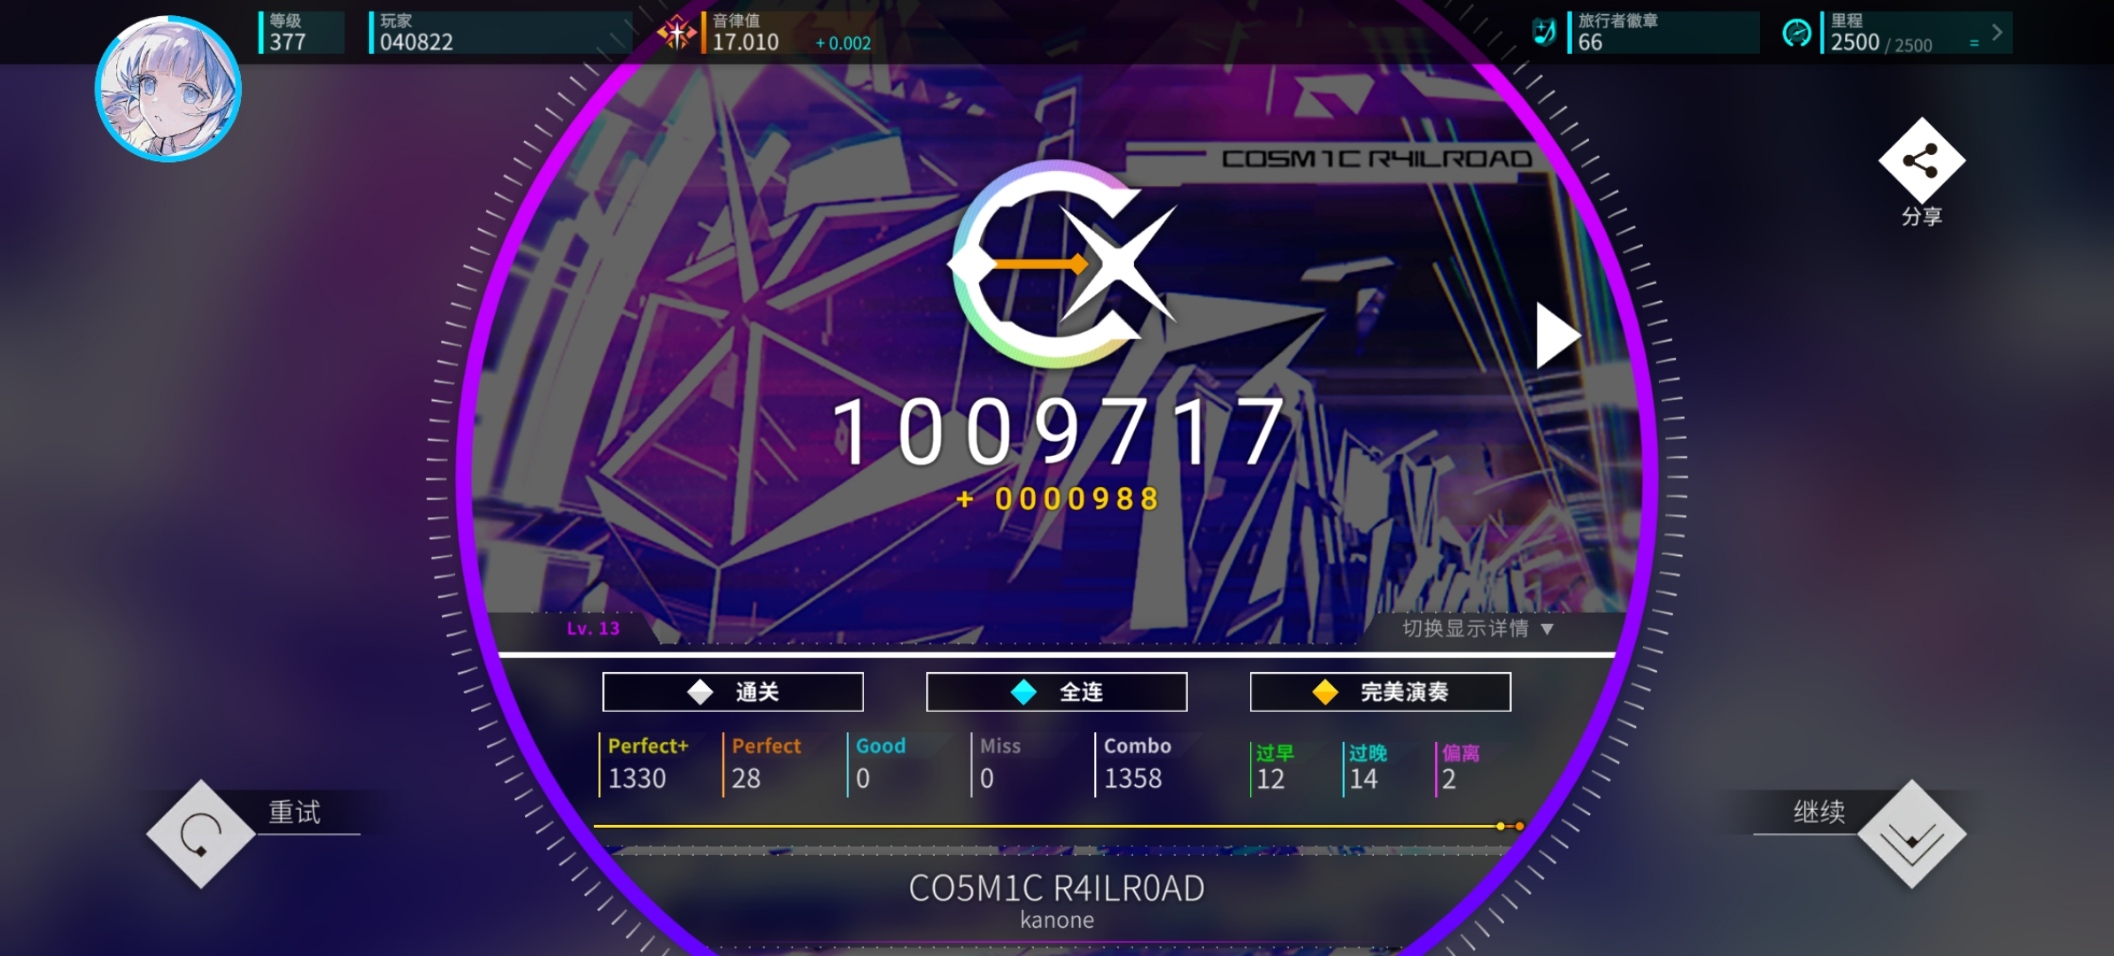 等级
377
玩家
040822
音律值
17.010 +0.002
旅行者徽章
66
里程
2500 / 2500 =
COSM1C R4ILROAD
分享
1009717
+ 0000988
Lv. 13
切换显示详情 ▼
通关
全连
完美演奏
Perfect+
1330
Perfect
28
Good
0
Miss
0
Combo
1358
过早
12
过晚
14
偏离
2
重试
继续
CO5M1C R4ILR0AD
kanone